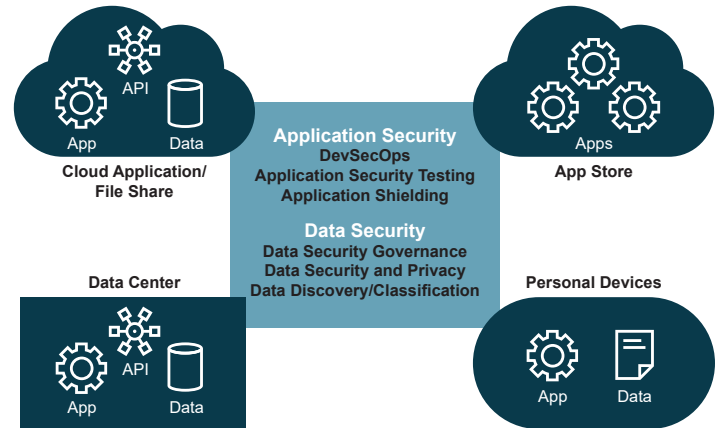 API
App
Data
Cloud Application/
File Share
Apps
App Store
Application Security
DevSecOps
Application Security Testing
Application Shielding
Data Security
Data Security Governance
Data Security and Privacy
Data Discovery/Classification
Data Center
API
App
Data
Personal Devices
App
Data